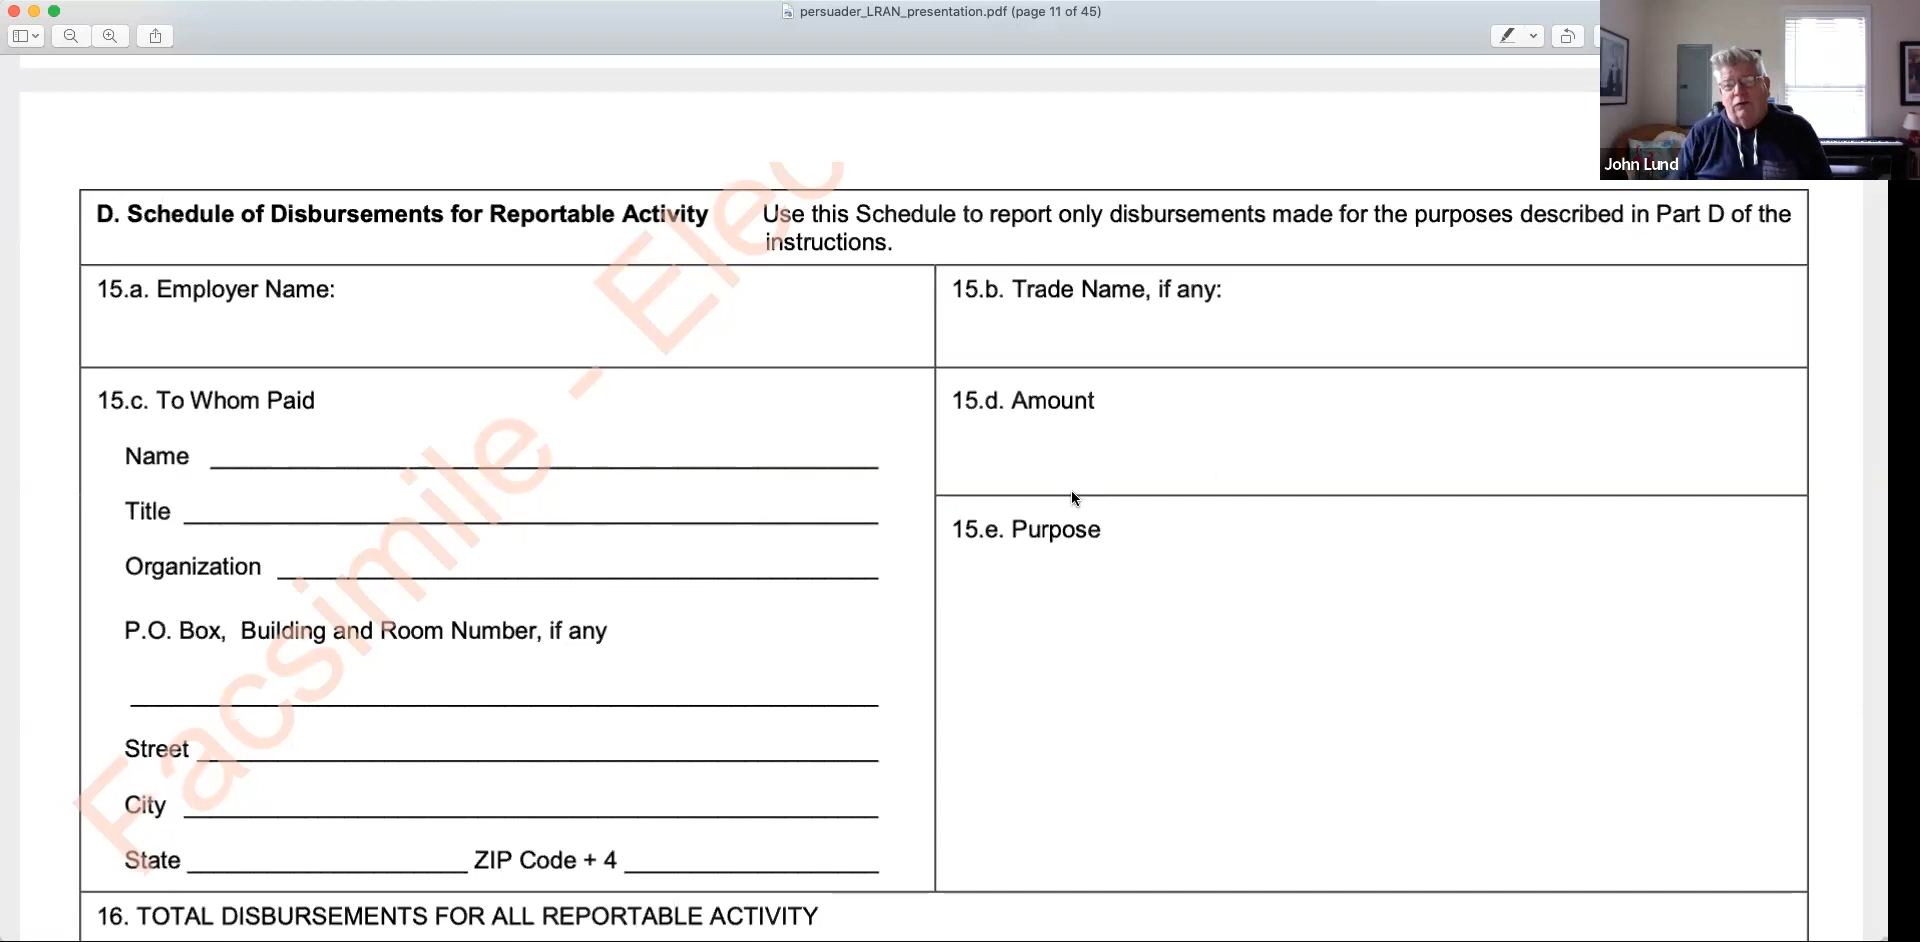 persuader_LRAN_presentation.pdf (page 11 of 45)
John Lund
D. Schedule of Disbursements for Reportable Activity Use this Schedule to report only disbursements made for the purposes described in Part D of the
instructions.
15.a. Employer Name:
15.b. Trade Name, if any:
15.c. To Whom Paid
Name
Title
Organization
P.O. Box, Building and Room Number, if any
Street
City
State ZIP Code + 4
15.d. Amount
15.e. Purpose
16. TOTAL DISBURSEMENTS FOR ALL REPORTABLE ACTIVITY
Facsimile - Elec